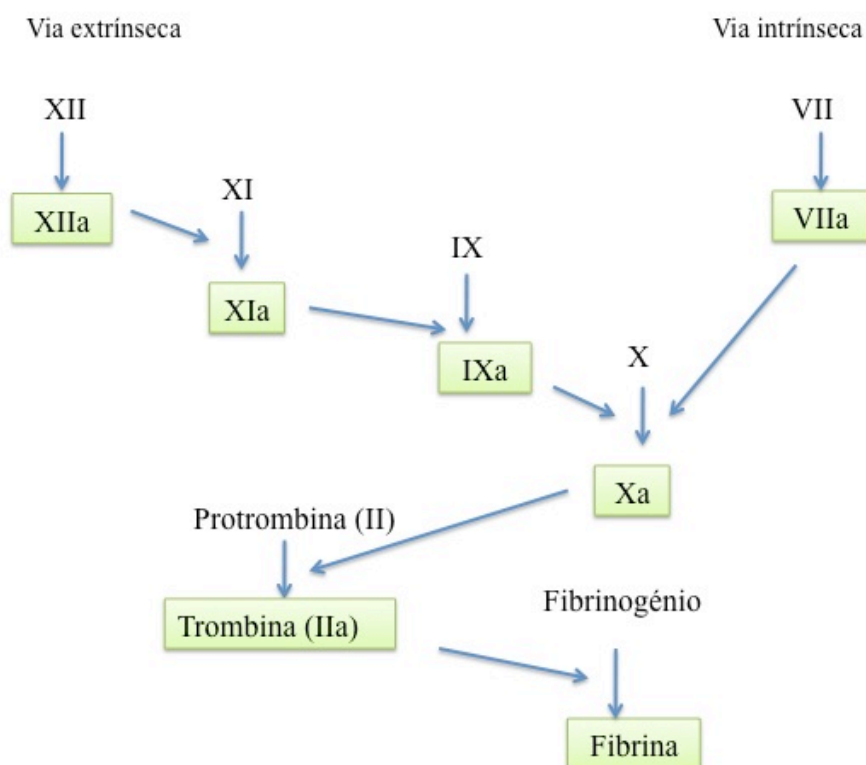 Via extrínseca
Via intrínseca
XII
VII
XI
XIIa
VIIa
IX
XIa
X
IXa
Xa
Protrombina (II)
Fibrinogénio
Trombina (IIa)
Fibrina